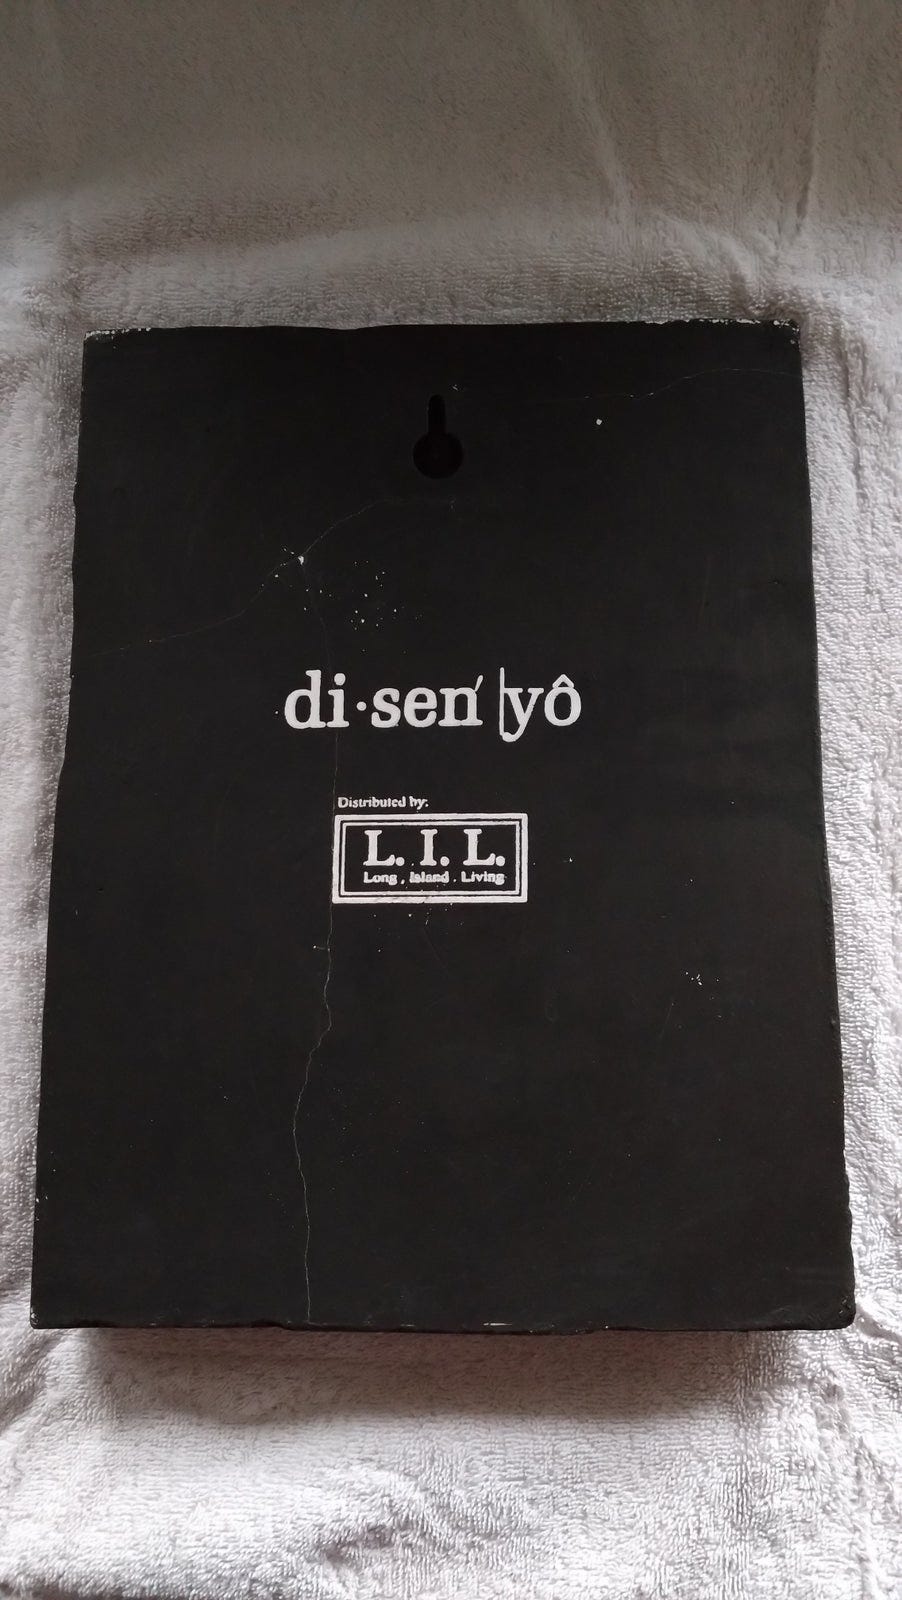 di·sen′|yô
Distributed by:
L. I. L.
Long . Island . Living